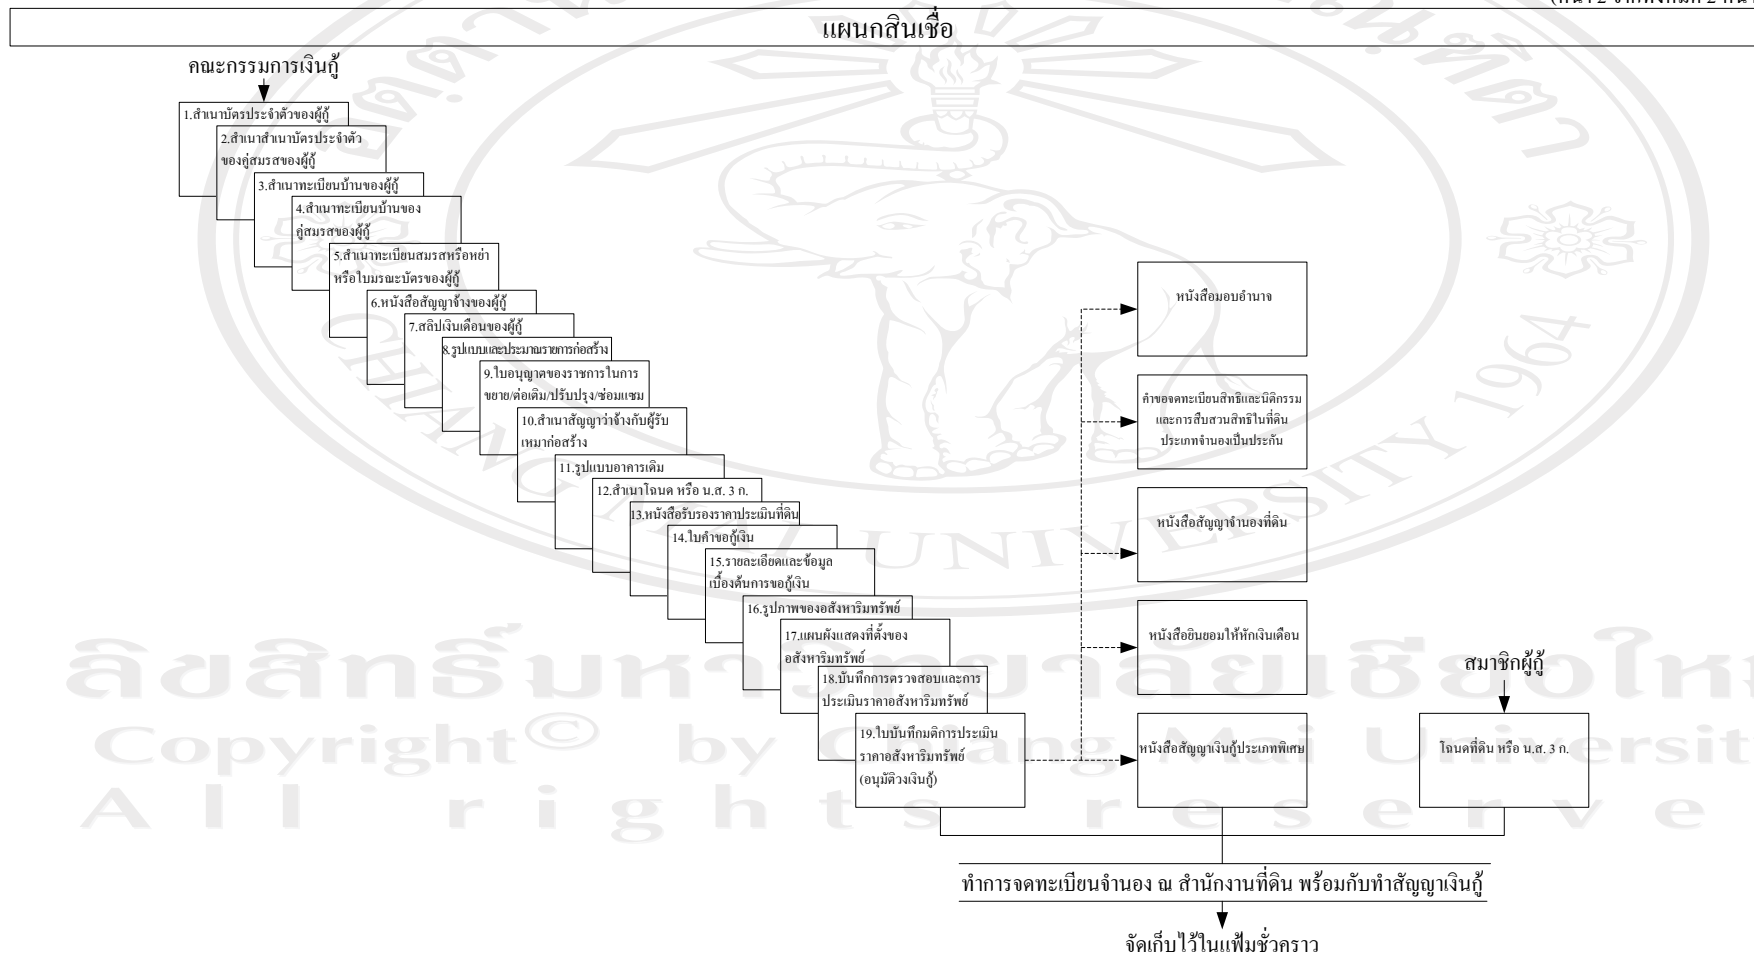 แผนกสินเชื่อ
คณะกรรมการเงินกู้
1.สำเนาบัตรประจำตัวของผู้กู้
2.สำเนาสำเนาบัตรประจำตัว
ของคู่สมรสของผู้กู้
3.สำเนาทะเบียนบ้านของผู้กู้
4.สำเนาทะเบียนบ้านของ
คู่สมรสของผู้กู้
5.สำเนาทะเบียนสมรสหรือหย่า
หรือใบมรณะบัตรของผู้กู้
6.หนังสือสัญญาจ้างของผู้กู้
7.สลิปเงินเดือนของผู้กู้
8.รูปแบบและประมาณรายการก่อสร้าง
9.ใบอนุญาตของราชการในการ
ขยาย/ต่อเติม/ปรับปรุง/ซ่อมแซม
10.สำเนาสัญญาว่าจ้างกับผู้รับ
เหมาก่อสร้าง
11.รูปแบบอาคารเดิม
12.สำเนาโฉนด หรือ น.ส. 3 ก.
13.หนังสือรับรองราคาประเมินที่ดิน
14.ใบคำขอกู้เงิน
15.รายละเอียดและข้อมูล
เบื้องต้นการขอกู้เงิน
16.รูปภาพของอสังหาริมทรัพย์
17.แผนผังแสดงที่ตั้งของ
อสังหาริมทรัพย์
18.บันทึกการตรวจสอบและการ
ประเมินราคาอสังหาริมทรัพย์
19.ใบบันทึกมติการประเมิน
ราคาอสังหาริมทรัพย์
(อนุมัติวงเงินกู้)
หนังสือมอบอำนาจ
คำขอจดทะเบียนสิทธิและนิติกรรม
และการสืบสวนสิทธิในที่ดิน
ประเภทจำนองเป็นประกัน
หนังสือสัญญาจำนองที่ดิน
หนังสือยินยอมให้หักเงินเดือน
หนังสือสัญญาเงินกู้ประเภทพิเศษ
สมาชิกผู้กู้
โฉนดที่ดิน หรือ น.ส. 3 ก.
ทำการจดทะเบียนจำนอง ณ สำนักงานที่ดิน พร้อมกับทำสัญญาเงินกู้
จัดเก็บไว้ในแฟ้มชั่วคราว
CHIANG MAI UNIVERSITY 1964
Copyright© by Chiang Mai Universit
All rights reserve